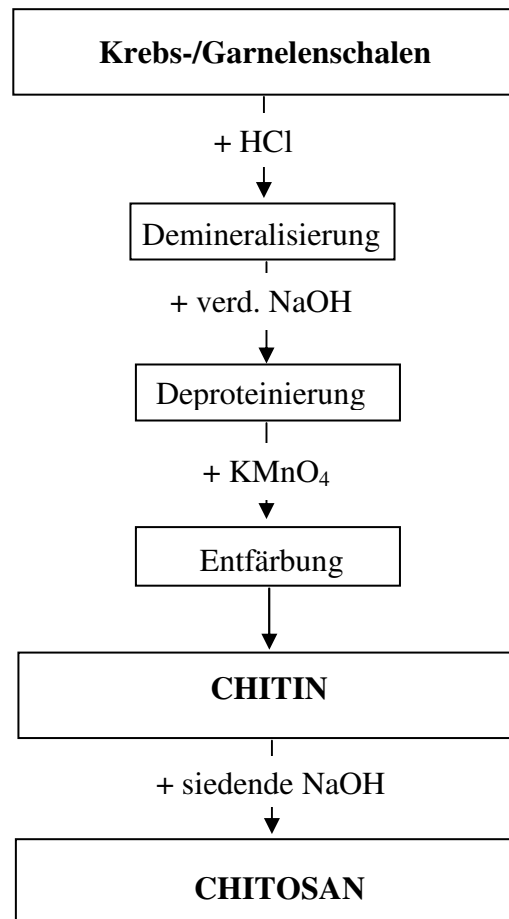 Krebs-/Garnelenschalen
+ HCl
Demineralisierung
+ verd. NaOH
Deproteinierung
+ KMnO₄
Entfärbung
CHITIN
+ siedende NaOH
CHITOSAN